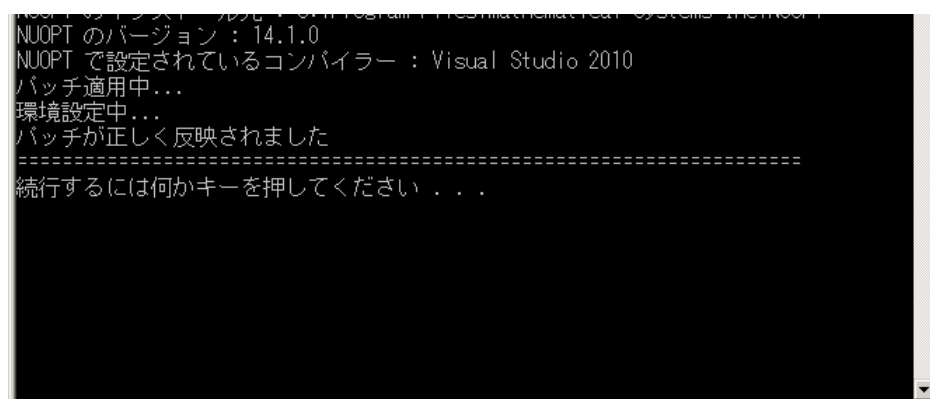 NUOPT のバージョン : 14.1.0
NUOPT で設定されているコンパイラー : Visual Studio 2010
パッチ適用中...
環境設定中...
パッチが正しく反映されました
======================================================================
続行するには何かキーを押してください . . .